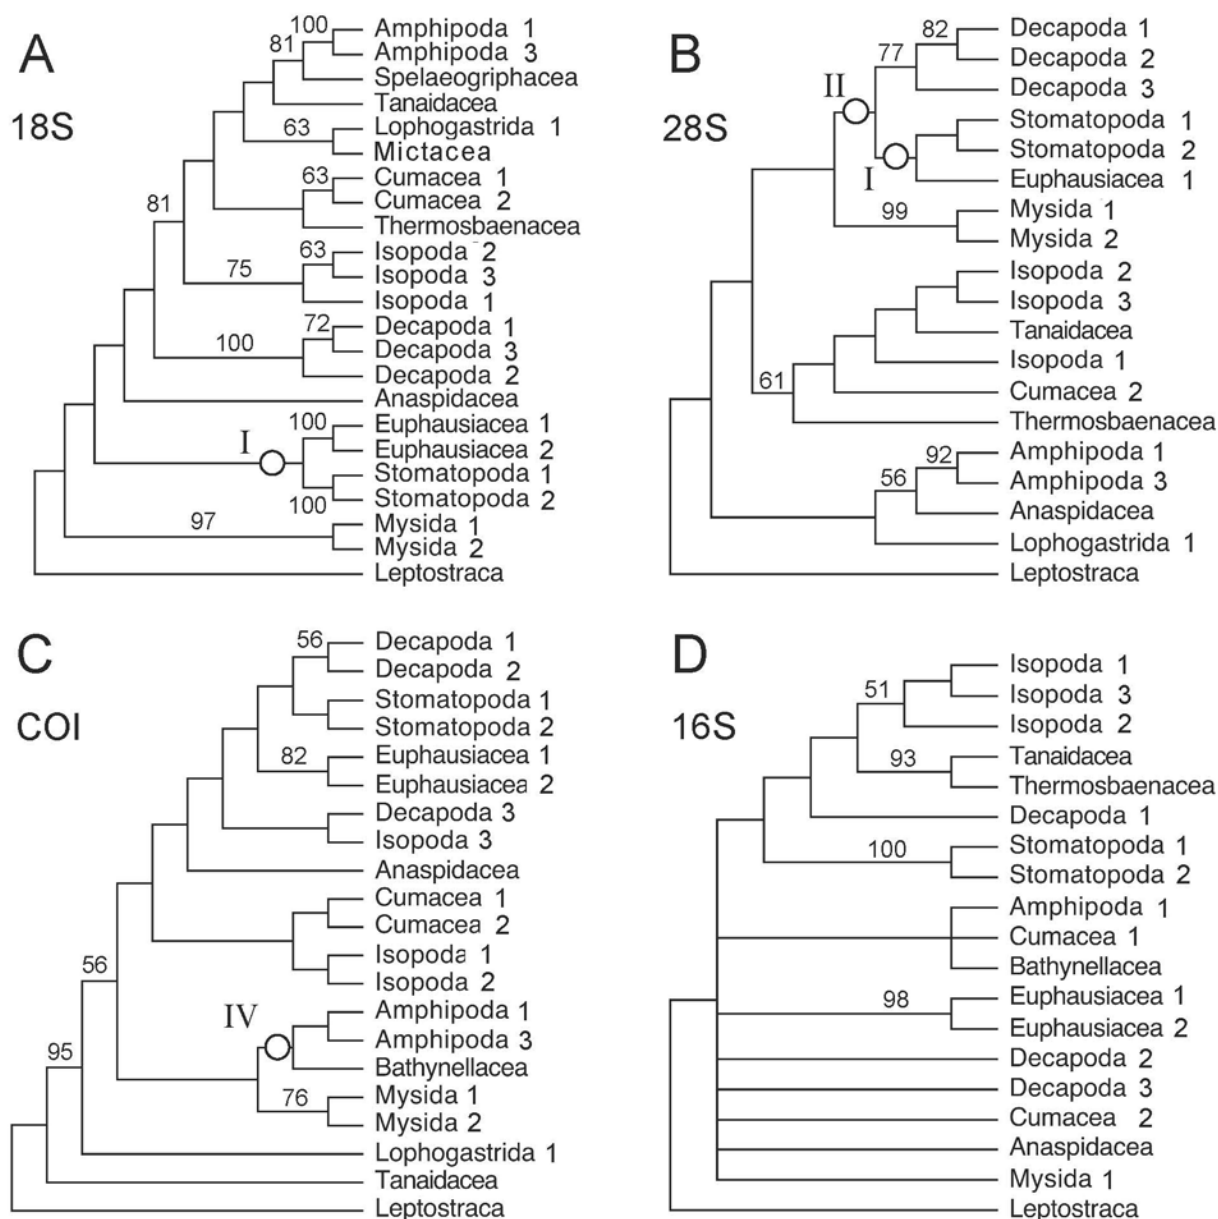 A
18S
100
Amphipoda 1
81
Amphipoda 3
Spelaeogriphacea
Tanaidacea
63
Lophogastrida 1
Mictacea
63
Cumacea 1
81
Cumacea 2
Thermosbaenacea
63
Isopoda 2
75
Isopoda 3
Isopoda 1
72
Decapoda 1
100
Decapoda 3
Decapoda 2
Anaspidacea
100
Euphausiacea 1
I
Euphausiacea 2
Stomatopoda 1
100
Stomatopoda 2
97
Mysida 1
Mysida 2
Leptostraca
B
28S
82
Decapoda 1
77
Decapoda 2
II
Decapoda 3
Stomatopoda 1
Stomatopoda 2
I
Euphausiacea 1
99
Mysida 1
Mysida 2
Isopoda 2
Isopoda 3
Tanaidacea
Isopoda 1
61
Cumacea 2
Thermosbaenacea
92
Amphipoda 1
56
Amphipoda 3
Anaspidacea
Lophogastrida 1
Leptostraca
C
COI
56
Decapoda 1
Decapoda 2
Stomatopoda 1
Stomatopoda 2
82
Euphausiacea 1
Euphausiacea 2
Decapoda 3
Isopoda 3
Anaspidacea
Cumacea 1
Cumacea 2
Isopoda 1
56
Isopoda 2
IV
Amphipoda 1
Amphipoda 3
95
Bathynellacea
76
Mysida 1
Mysida 2
Lophogastrida 1
Tanaidacea
Leptostraca
D
16S
Isopoda 1
51
Isopoda 3
Isopoda 2
93
Tanaidacea
Thermosbaenacea
Decapoda 1
100
Stomatopoda 1
Stomatopoda 2
Amphipoda 1
Cumacea 1
Bathynellacea
98
Euphausiacea 1
Euphausiacea 2
Decapoda 2
Decapoda 3
Cumacea 2
Anaspidacea
Mysida 1
Leptostraca